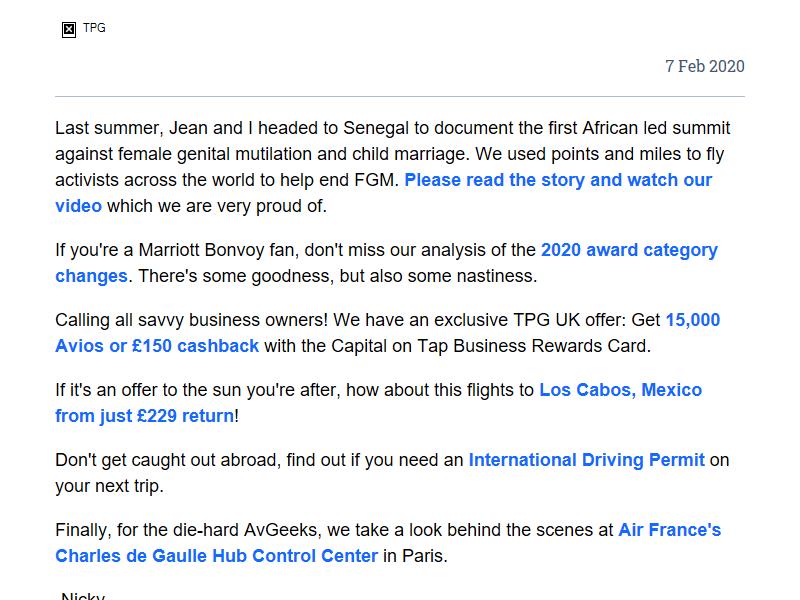 TPG
7 Feb 2020
Last summer, Jean and I headed to Senegal to document the first African led summit
against female genital mutilation and child marriage. We used points and miles to fly
activists across the world to help end FGM. Please read the story and watch our
video which we are very proud of.
If you're a Marriott Bonvoy fan, don't miss our analysis of the 2020 award category
changes. There's some goodness, but also some nastiness.
Calling all savvy business owners! We have an exclusive TPG UK offer: Get 15,000
Avios or £150 cashback with the Capital on Tap Business Rewards Card.
If it's an offer to the sun you're after, how about this flights to Los Cabos, Mexico
from just £229 return!
Don't get caught out abroad, find out if you need an International Driving Permit on
your next trip.
Finally, for the die-hard AvGeeks, we take a look behind the scenes at Air France's
Charles de Gaulle Hub Control Center in Paris.
Nicky